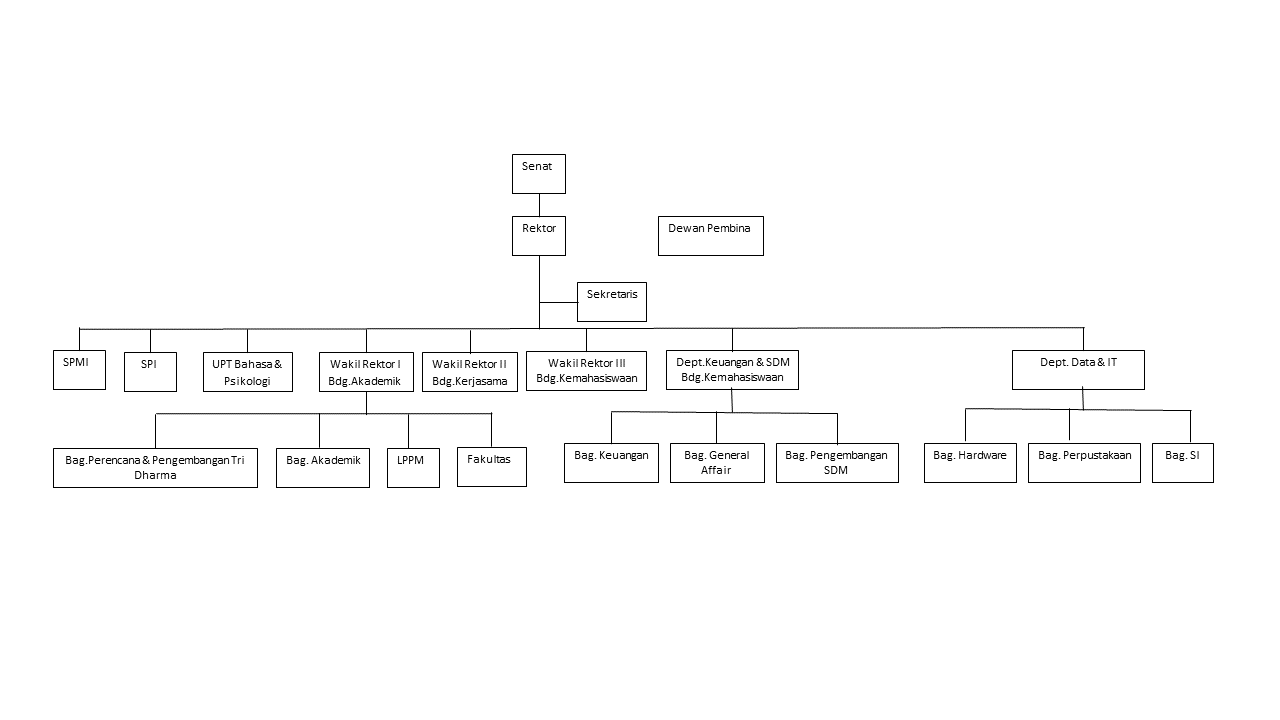 Senat
Rektor
Dewan Pembina
Sekretaris
SPMI
SPI
UPT Bahasa &
Psikologi
Wakil Rektor I
Bdg.Akademik
Wakil Rektor II
Bdg.Kerjasama
Wakil Rektor III
Bdg.Kemahasiswaan
Dept.Keuangan & SDM
Bdg.Kemahasiswaan
Dept. Data & IT
Bag.Perencana & Pengembangan Tri
Dharma
Bag. Akademik
LPPM
Fakultas
Bag. Keuangan
Bag. General
Affair
Bag. Pengembangan
SDM
Bag. Hardware
Bag. Perpustakaan
Bag. SI